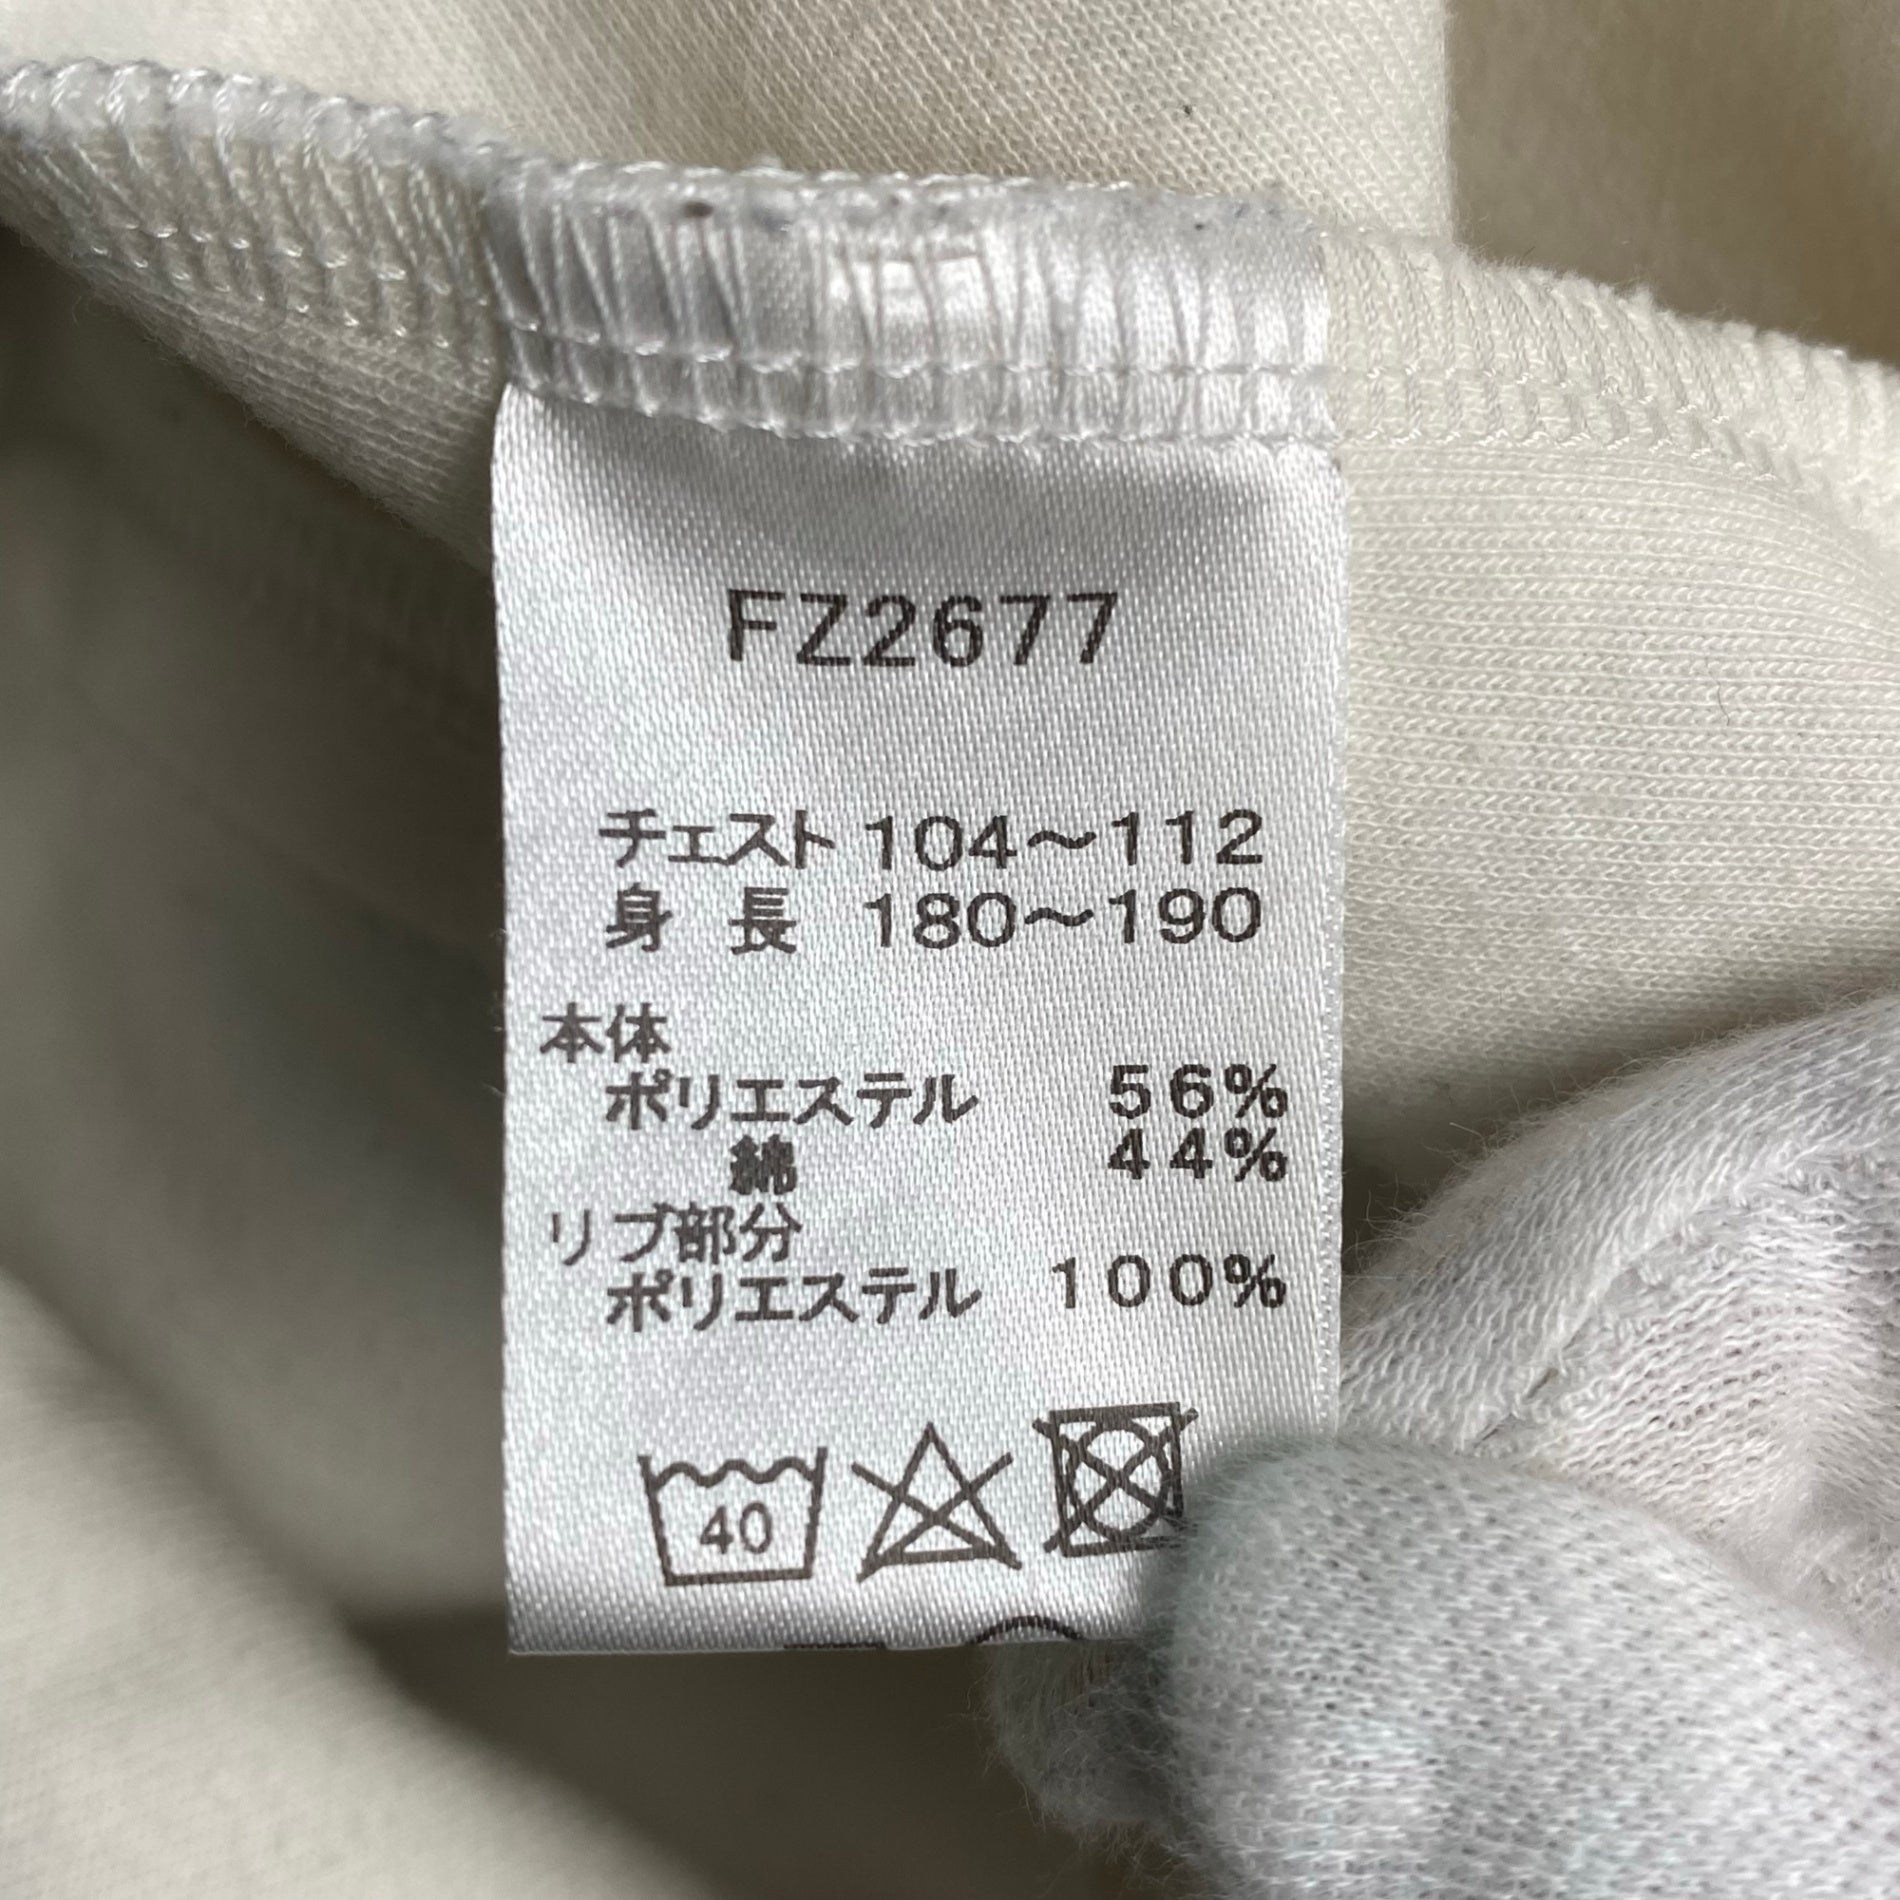 FZ2677
チェスト 104～112
身 長 180～190
本体
ポリエステル 56%
綿 44%
リブ部分
ポリエステル 100%
40